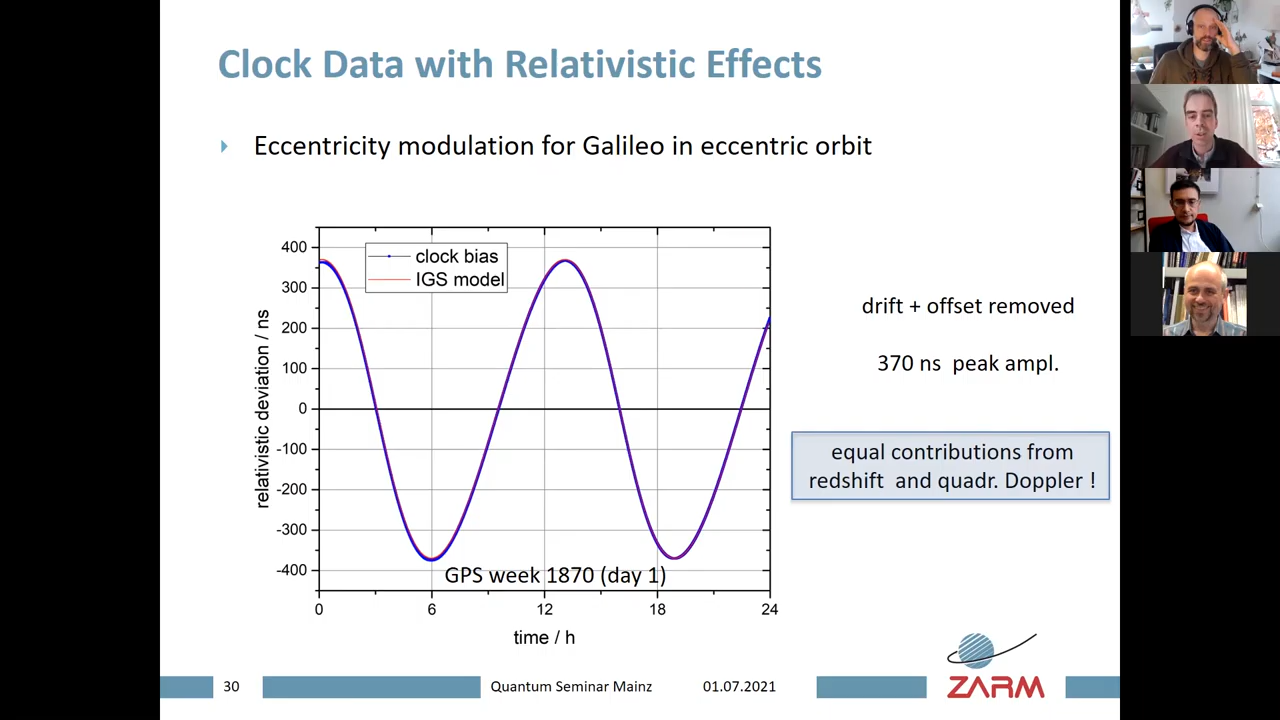 Clock Data with Relativistic Effects
Eccentricity modulation for Galileo in eccentric orbit
400
300
200
100
0
-100
-200
-300
-400
relativistic deviation / ns
clock bias
IGS model
GPS week 1870 (day 1)
0
6
12
18
24
time / h
drift + offset removed
370 ns peak ampl.
equal contributions from
redshift and quadr. Doppler !
30
Quantum Seminar Mainz
01.07.2021
ZARM